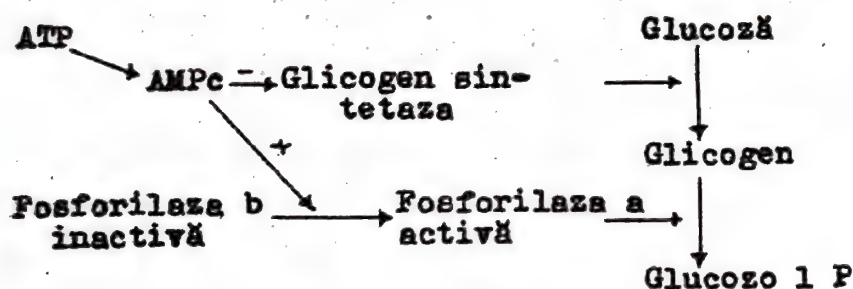 ATP
Glucoză
AMPc - Glicogen sin-
tetaza
+
Glicogen
Fosforilaza b
inactivă
Fosforilaza a
activă
Glucozo 1 P